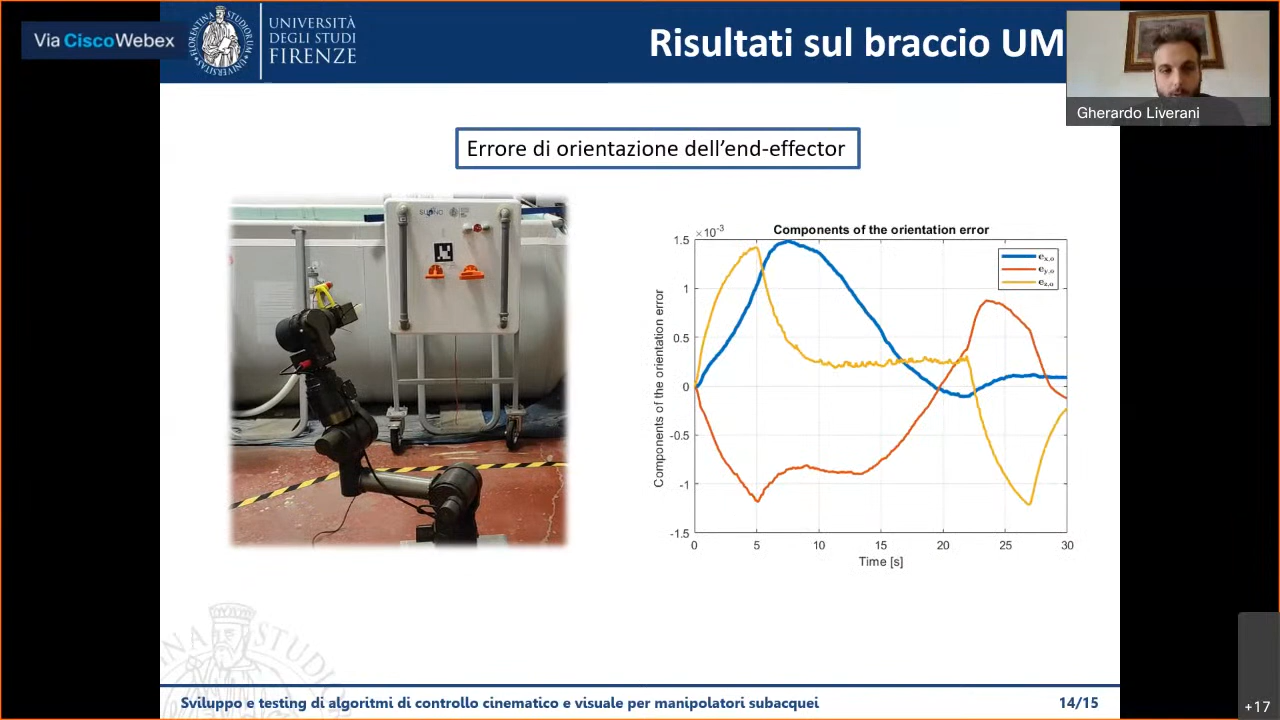 Via Cisco Webex
UNIVERSITÀ
DEGLI STUDI
FIRENZE
Risultati sul braccio UM
Gherardo Liverani
Errore di orientazione dell'end-effector
Components of the orientation error
×10⁻³
1.5
1
0.5
0
-0.5
-1
-1.5
0 5 10 15 20 25 30
Components of the orientation error
Time [s]
e_x,o
e_y,o
e_z,o
Sviluppo e testing di algoritmi di controllo cinematico e visuale per manipolatori subacquei
14/15
+17